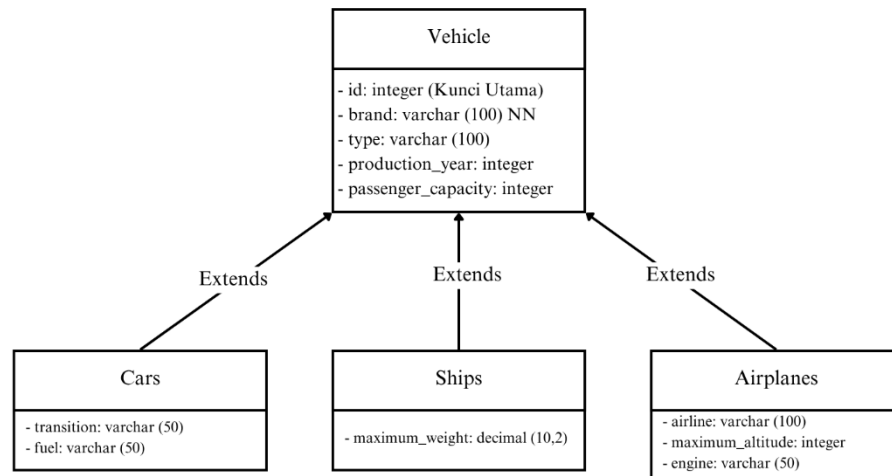 Vehicle
- id: integer (Kunci Utama)
- brand: varchar (100) NN
- type: varchar (100)
- production_year: integer
- passenger_capacity: integer
Extends
Extends
Extends
Cars
- transition: varchar (50)
- fuel: varchar (50)
Ships
- maximum_weight: decimal (10,2)
Airplanes
- airline: varchar (100)
- maximum_altitude: integer
- engine: varchar (50)